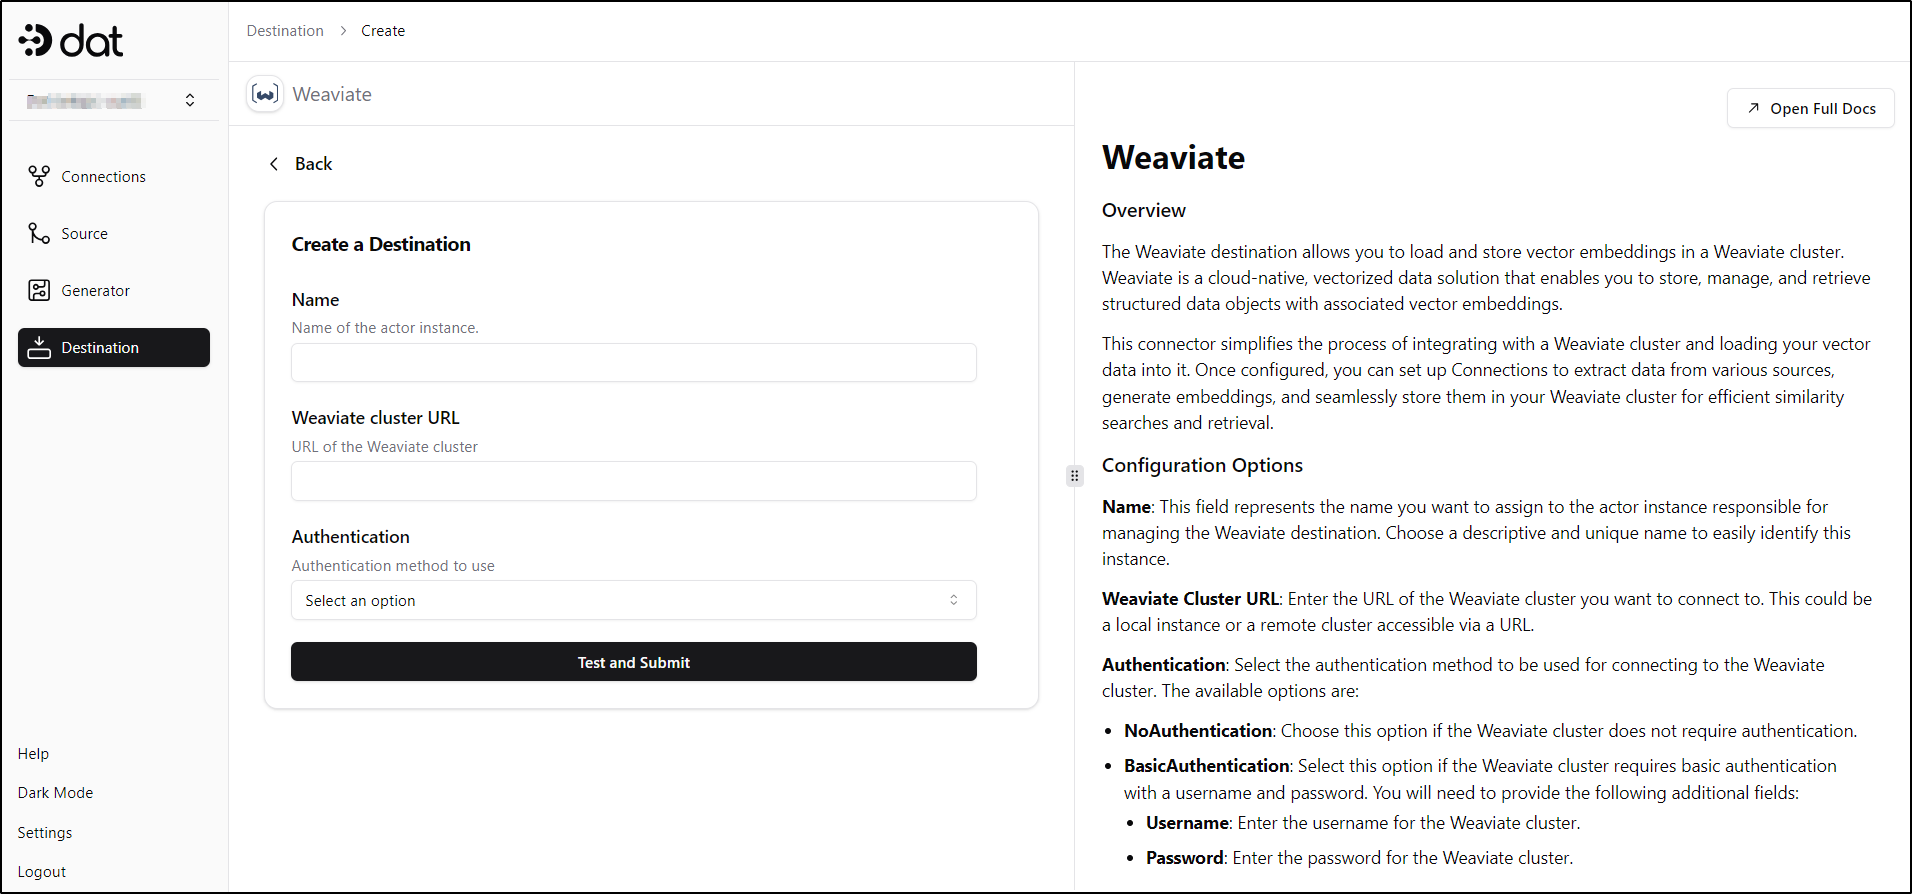 dat
Connections
Source
Generator
Destination
Help
Dark Mode
Settings
Logout
Destination > Create
Weaviate
Back
Create a Destination
Name
Name of the actor instance.
Weaviate cluster URL
URL of the Weaviate cluster
Authentication
Authentication method to use
Select an option
Test and Submit
Open Full Docs
Weaviate
Overview
The Weaviate destination allows you to load and store vector embeddings in a Weaviate cluster.
Weaviate is a cloud-native, vectorized data solution that enables you to store, manage, and retrieve
structured data objects with associated vector embeddings.
This connector simplifies the process of integrating with a Weaviate cluster and loading your vector
data into it. Once configured, you can set up Connections to extract data from various sources,
generate embeddings, and seamlessly store them in your Weaviate cluster for efficient similarity
searches and retrieval.
Configuration Options
Name: This field represents the name you want to assign to the actor instance responsible for
managing the Weaviate destination. Choose a descriptive and unique name to easily identify this
instance.
Weaviate Cluster URL: Enter the URL of the Weaviate cluster you want to connect to. This could be
a local instance or a remote cluster accessible via a URL.
Authentication: Select the authentication method to be used for connecting to the Weaviate
cluster. The available options are:
• NoAuthentication: Choose this option if the Weaviate cluster does not require authentication.
• BasicAuthentication: Select this option if the Weaviate cluster requires basic authentication
with a username and password. You will need to provide the following additional fields:
• Username: Enter the username for the Weaviate cluster.
• Password: Enter the password for the Weaviate cluster.